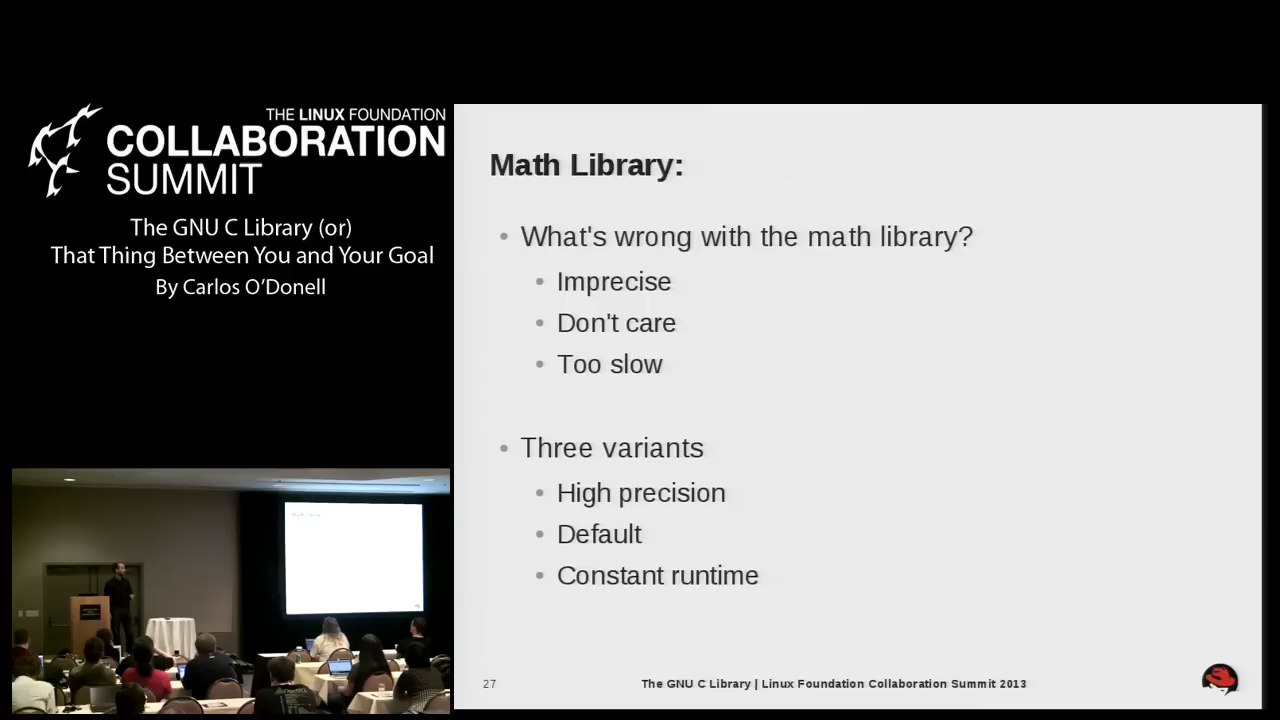 THE LINUX FOUNDATION
COLLABORATION
SUMMIT
The GNU C Library (or)
That Thing Between You and Your Goal
By Carlos O'Donell
Math Library:
• What's wrong with the math library?
• Imprecise
• Don't care
• Too slow
• Three variants
• High precision
• Default
• Constant runtime
27
The GNU C Library | Linux Foundation Collaboration Summit 2013